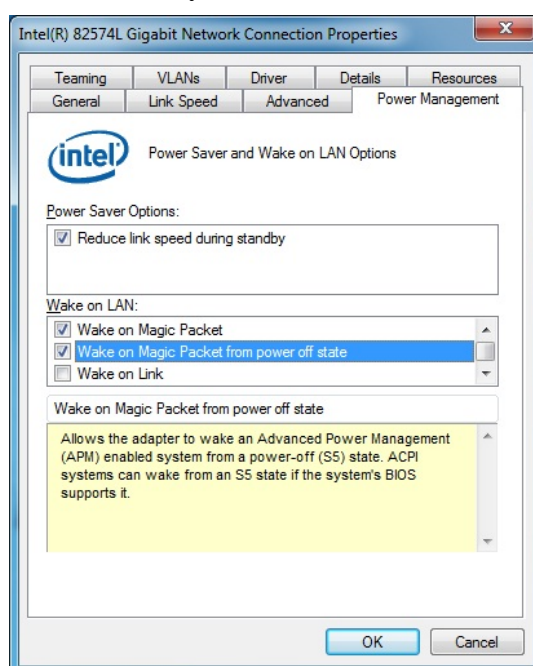 Intel(R) 82574L Gigabit Network Connection Properties
Teaming VLANs Driver Details Resources
General Link Speed Advanced Power Management
intel Power Saver and Wake on LAN Options
Power Saver Options:
Reduce link speed during standby
Wake on LAN:
Wake on Magic Packet
Wake on Magic Packet from power off state
Wake on Link
Wake on Magic Packet from power off state
Allows the adapter to wake an Advanced Power Management
(APM) enabled system from a power-off (S5) state. ACPI
systems can wake from an S5 state if the system's BIOS
supports it.
OK Cancel